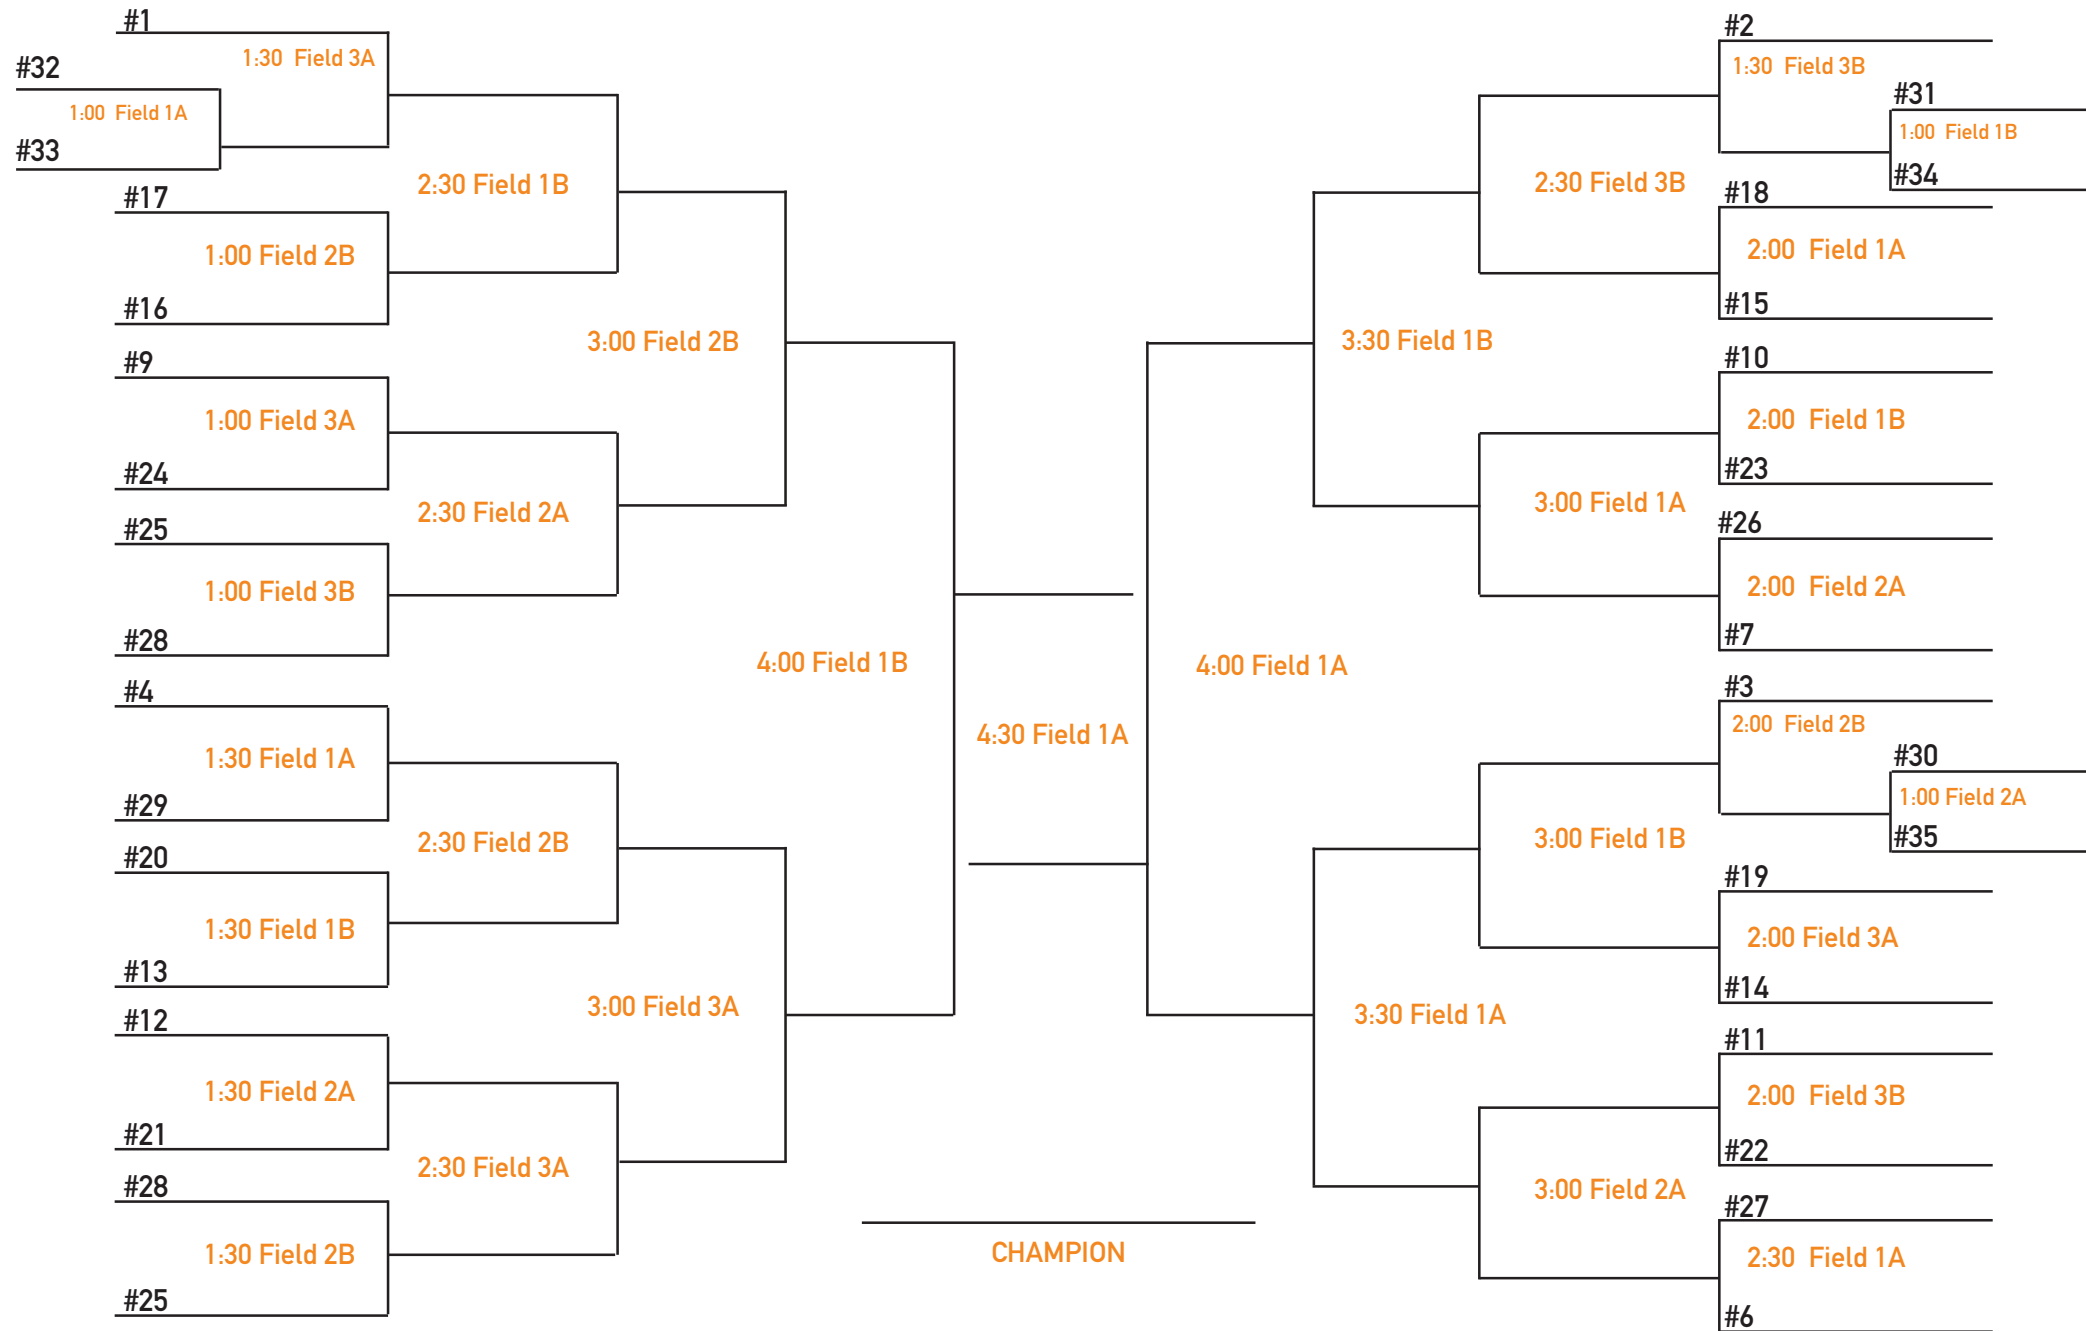 #1
1:30 Field 3A
#32
1:00 Field 1A
#33
2:30 Field 1B
#17
1:00 Field 2B
#16
3:00 Field 2B
#9
1:00 Field 3A
#24
2:30 Field 2A
#25
1:00 Field 3B
#28
4:00 Field 1B
#4
1:30 Field 1A
#29
2:30 Field 2B
#20
1:30 Field 1B
#13
3:00 Field 3A
#12
1:30 Field 2A
#21
2:30 Field 3A
#28
1:30 Field 2B
#25
4:30 Field 1A
CHAMPION
#2
1:30 Field 3B
#31
1:00 Field 1B
#34
2:30 Field 3B
#18
2:00 Field 1A
#15
3:30 Field 1B
#10
2:00 Field 1B
#23
3:00 Field 1A
#26
2:00 Field 2A
#7
4:00 Field 1A
#3
2:00 Field 2B
#30
1:00 Field 2A
#35
3:00 Field 1B
#19
2:00 Field 3A
#14
3:30 Field 1A
#11
2:00 Field 3B
#22
3:00 Field 2A
#27
2:30 Field 1A
#6